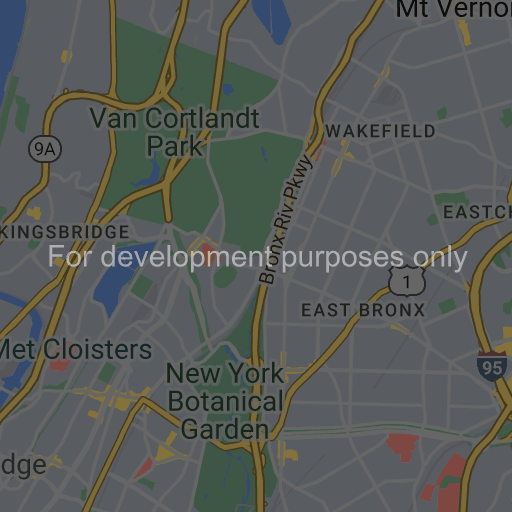 Mt Vernon
Van Cortlandt
Park
WAKEFIELD
9A
Bronx Riv Pkwy
EASTCH
KINGSBRIDGE
For development purposes only
1
EAST BRONX
Met Cloisters
95
New York
Botanical
Garden
dge